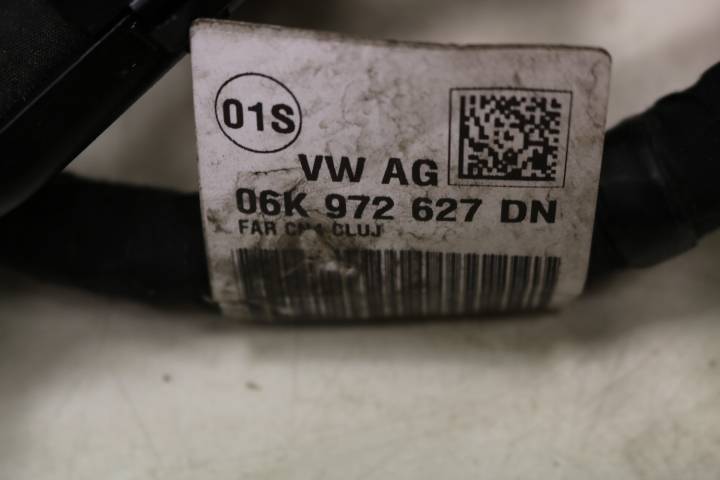 01S
VW AG
06K 972 627 DN
FAR CLUJ